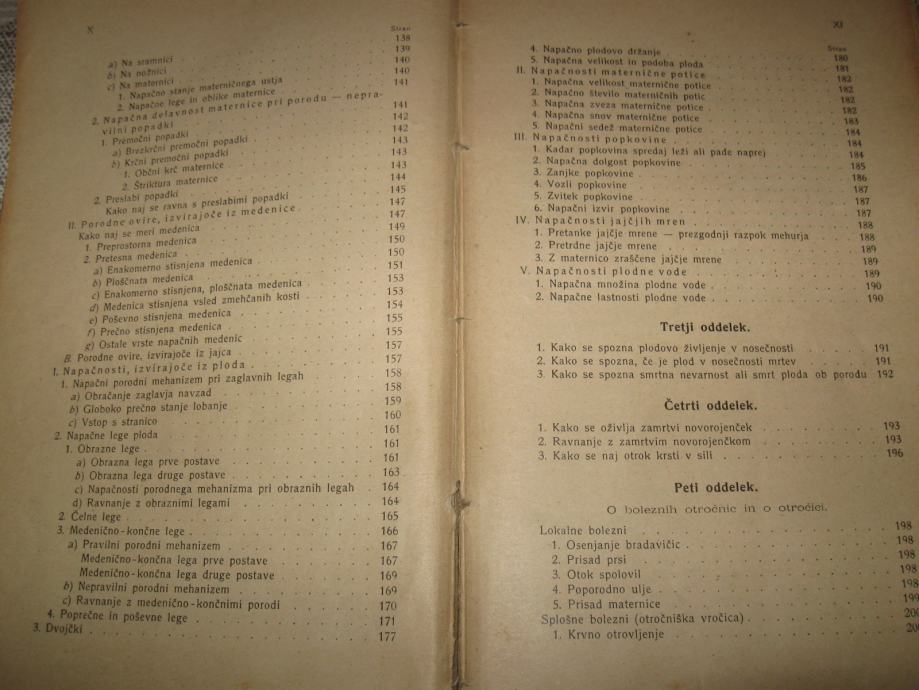 X
Stran
138
a) Na sramnici 139
b) Na nožnici 140
c) Na maternici 140
1. Napačno stanje materničnega ustja 141
2. Napačne lege in oblike maternice
2. Napačna delavnost maternice pri porodu — nepra-
vilni popadki 141
1. Premočni popadki 142
a) Brezkrčni premočni popadki 142
b) Krčni premočni popadki 143
1. Občni krč maternice 143
2. Štriktura maternice 143
2. Preslabi popadki 144
Kako naj se ravna s preslabimi popadki 145
II. Porodne ovire, izvirajoče iz medenice 147
Kako naj se meri medenica 147
1. Preprostorna medenica 149
2. Pretesna medenica 150
a) Enakomerno stisnjena medenica 150
b) Ploščnata medenica 151
c) Enakomerno stisnjena, ploščnata medenica 153
d) Medenica stisnjena vsled zmehčanih kosti 153
e) Poševno stisnjena medenica 154
f) Prečno stisnjena medenica 155
g) Ostale vrste napačnih medenic 155
B. Porodne ovire, izvirajoče iz jajca 157
I. Napačnosti, izvirajoče iz ploda 157
1. Napačni porodni mehanizem pri zaglavnih legah 158
a) Obračanje zaglavja navzad 158
b) Globoko prečno stanje lobanje 159
c) Vstop s stranico 160
2. Napačne lege ploda 161
1. Obrazne lege 161
a) Obrazna lega prve postave 161
b) Obrazna lega druge postave 163
c) Napačnosti porodnega mehanizma pri obraznih legah 164
d) Ravnanje z obraznimi legami 164
2. Čelne lege 165
3. Medenično-končne lege 166
a) Pravilni porodni mehanizem 167
Medenično-končna lega prve postave 167
Medenično-končna lega druge postave 169
b) Nepravilni porodni mehanizem 169
c) Ravnanje z medenično-končnimi porodi 170
4. Poprečne in poševne lege 171
3. Dvojčki 177
XI
Stran
4. Napačno plodovo držanje 180
5. Napačna velikost in podoba ploda 181
II. Napačnosti maternične potice 182
1. Napačna velikost maternične potice 182
2. Napačno število materničnih potic 182
3. Napačna zveza maternične potice 182
4. Napačna snov maternične potice 183
5. Napačni sedež maternične potice 184
III. Napačnosti popkovine 184
1. Kadar popkovina spredaj leži ali pade naprej 184
2. Napačna dolgost popkovine 185
3. Zanjke popkovine 186
4. Vozli popkovine 187
5. Zvitek popkovine 187
6. Napačni izvir popkovine 187
IV. Napačnosti jajčjih mren 188
1. Pretanke jajčje mrene — prezgodnji razpok mehurja 188
2. Pretrdne jajčje mrene 189
3. Z maternico zraščene jajčje mrene 189
V. Napačnosti plodne vode 189
1. Napačna množina plodne vode 190
2. Napačne lastnosti plodne vode 190
Tretji oddelek.
1. Kako se spozna plodovo življenje v nosečnosti 191
2. Kako se spozna, če je plod v nosečnosti mrtev 191
3. Kako se spozna smrtna nevarnost ali smrt ploda ob porodu 192
Četrti oddelek.
1. Kako se oživlja zamrtvi novorojenček 193
2. Ravnanje z zamrtvim novorojenčkom 193
3. Kako se naj otrok krsti v sili 196
Peti oddelek.
O boleznih otročnic in o otročici.
Lokalne bolezni 198
1. Osenjanje bradavičic 198
2. Prisad prsi 198
3. Otok spolovil 198
4. Poporodno ulje 198
5. Prisad maternice 199
Splošne bolezni (otročniška vročica) 200
1. Krvno otrovljenje 200